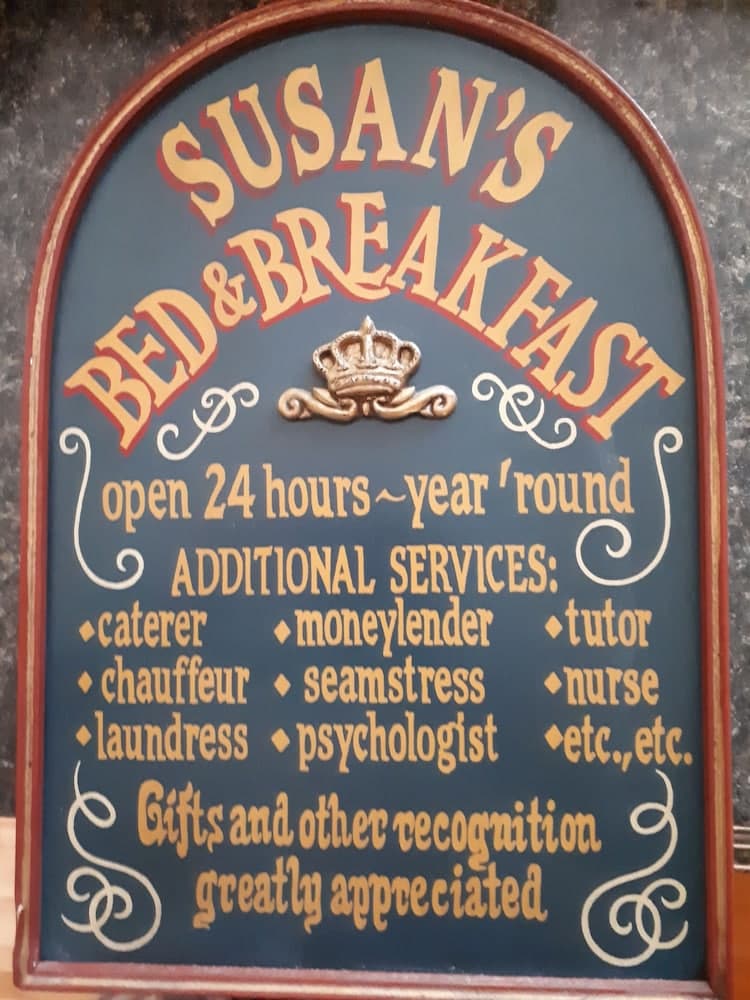 SUSAN'S
BED & BREAKFAST
open 24 hours ~ year 'round
ADDITIONAL SERVICES:
◆ caterer ◆ moneylender ◆ tutor
◆ chauffeur ◆ seamstress ◆ nurse
◆ laundress ◆ psychologist ◆ etc., etc.
Gifts and other recognition
greatly appreciated